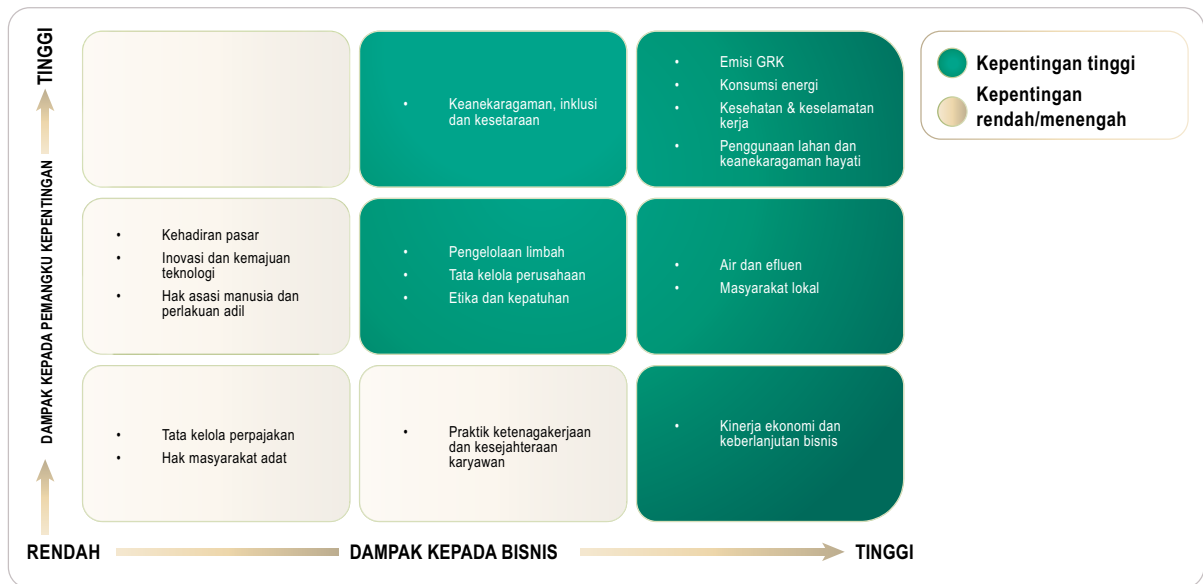 TINGGI
DAMPAK KEPADA PEMANGKU KEPENTINGAN
• Keanekaragaman, inklusi
dan kesetaraan
• Emisi GRK
• Konsumsi energi
• Kesehatan & keselamatan
kerja
• Penggunaan lahan dan
keanekaragaman hayati
Kepentingan tinggi
Kepentingan
rendah/menengah
• Kehadiran pasar
• Inovasi dan kemajuan
teknologi
• Hak asasi manusia dan
perlakuan adil
• Pengelolaan limbah
• Tata kelola perusahaan
• Etika dan kepatuhan
• Air dan efluen
• Masyarakat lokal
• Tata kelola perpajakan
• Hak masyarakat adat
• Praktik ketenagakerjaan
dan kesejahteraan
karyawan
• Kinerja ekonomi dan
keberlanjutan bisnis
RENDAH
DAMPAK KEPADA BISNIS
TINGGI